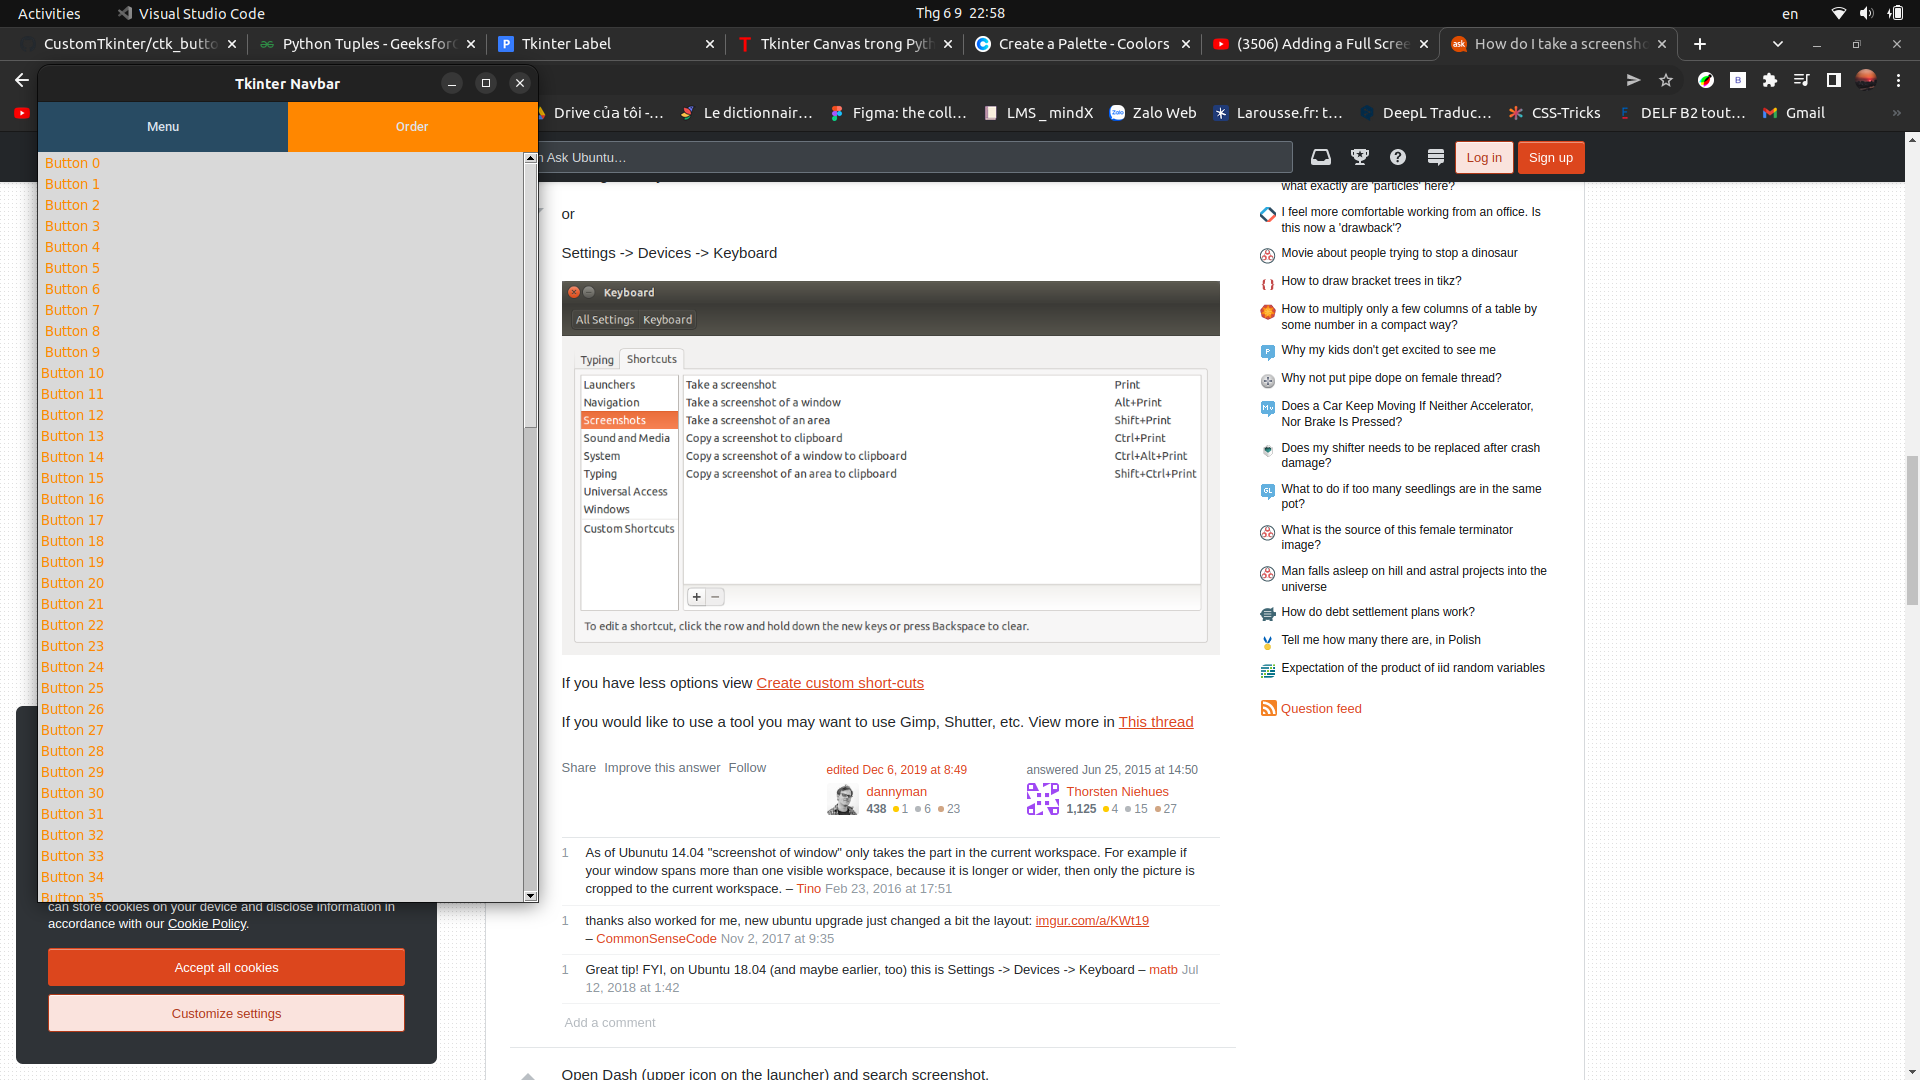 Activities
Visual Studio Code
Thg 6 9 22:58
en
CustomTkinter/ctk_butto
Python Tuples - GeeksforG
Tkinter Label
Tkinter Canvas trong Pyth
Create a Palette - Coolors
(3506) Adding a Full Scree
How do I take a screensho
Tkinter Navbar
Drive của tôi -...
Le dictionnair...
Figma: the coll...
LMS _ mindX
Zalo Web
Larousse.fr: t...
DeepL Traduc...
CSS-Tricks
DELF B2 tout...
Gmail
»
Menu
Order
Ask Ubuntu...
Log in
Sign up
Button 0
Button 1
Button 2
Button 3
Button 4
Button 5
Button 6
Button 7
Button 8
Button 9
Button 10
Button 11
Button 12
Button 13
Button 14
Button 15
Button 16
Button 17
Button 18
Button 19
Button 20
Button 21
Button 22
Button 23
Button 24
Button 25
Button 26
Button 27
Button 28
Button 29
Button 30
Button 31
Button 32
Button 33
Button 34
Button 35
can store cookies on your device and disclose information in
accordance with our Cookie Policy.
Accept all cookies
Customize settings
or
Settings -> Devices -> Keyboard
Keyboard
All Settings Keyboard
Typing Shortcuts
Launchers
Navigation
Screenshots
Sound and Media
System
Typing
Universal Access
Windows
Custom Shortcuts
Take a screenshot Print
Take a screenshot of a window Alt+Print
Take a screenshot of an area Shift+Print
Copy a screenshot to clipboard Ctrl+Print
Copy a screenshot of a window to clipboard Ctrl+Alt+Print
Copy a screenshot of an area to clipboard Shift+Ctrl+Print
+ −
To edit a shortcut, click the row and hold down the new keys or press Backspace to clear.
If you have less options view Create custom short-cuts
If you would like to use a tool you may want to use Gimp, Shutter, etc. View more in This thread
Share Improve this answer Follow
edited Dec 6, 2019 at 8:49
dannyman
438 1 6 23
answered Jun 25, 2015 at 14:50
Thorsten Niehues
1,125 4 15 27
1 As of Ubunutu 14.04 "screenshot of window" only takes the part in the current workspace. For example if
your window spans more than one visible workspace, because it is longer or wider, then only the picture is
cropped to the current workspace. – Tino Feb 23, 2016 at 17:51
1 thanks also worked for me, new ubuntu upgrade just changed a bit the layout: imgur.com/a/KWt19
– CommonSenseCode Nov 2, 2017 at 9:35
1 Great tip! FYI, on Ubuntu 18.04 (and maybe earlier, too) this is Settings -> Devices -> Keyboard – matb Jul
12, 2018 at 1:42
Add a comment
Open Dash (upper icon on the launcher) and search screenshot.
what exactly are 'particles' here?
I feel more comfortable working from an office. Is
this now a 'drawback'?
Movie about people trying to stop a dinosaur
How to draw bracket trees in tikz?
How to multiply only a few columns of a table by
some number in a compact way?
Why my kids don't get excited to see me
Why not put pipe dope on female thread?
Does a Car Keep Moving If Neither Accelerator,
Nor Brake Is Pressed?
Does my shifter needs to be replaced after crash
damage?
What to do if too many seedlings are in the same
pot?
What is the source of this female terminator
image?
Man falls asleep on hill and astral projects into the
universe
How do debt settlement plans work?
Tell me how many there are, in Polish
Expectation of the product of iid random variables
Question feed